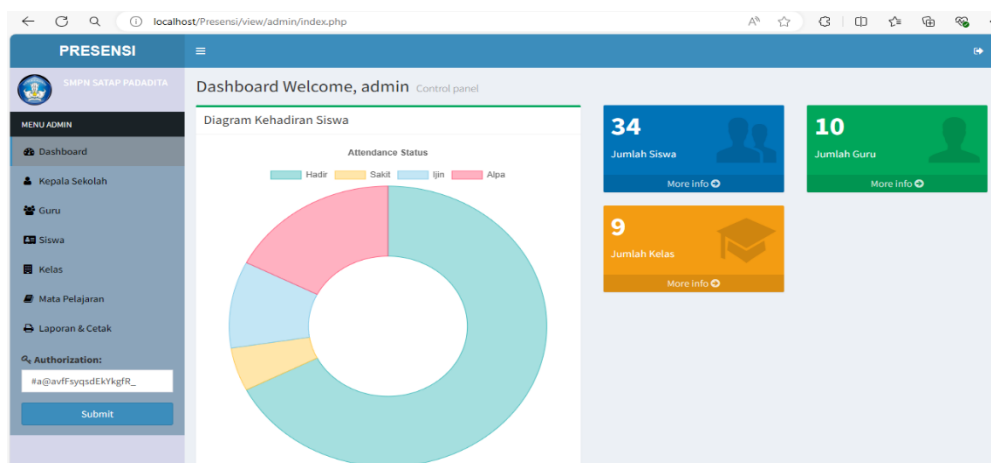 localhost/Presensi/view/admin/index.php
PRESENSI
SMPN SATAP PADADITA
MENU ADMIN
Dashboard
Kepala Sekolah
Guru
Siswa
Kelas
Mata Pelajaran
Laporan & Cetak
Authorization:
#a@avfFsyqsdEkYkgfR_
Submit
Dashboard Welcome, admin Control panel
Diagram Kehadiran Siswa
Attendance Status
Hadir Sakit Ijin Alpa
34
Jumlah Siswa
More info
10
Jumlah Guru
More info
9
Jumlah Kelas
More info